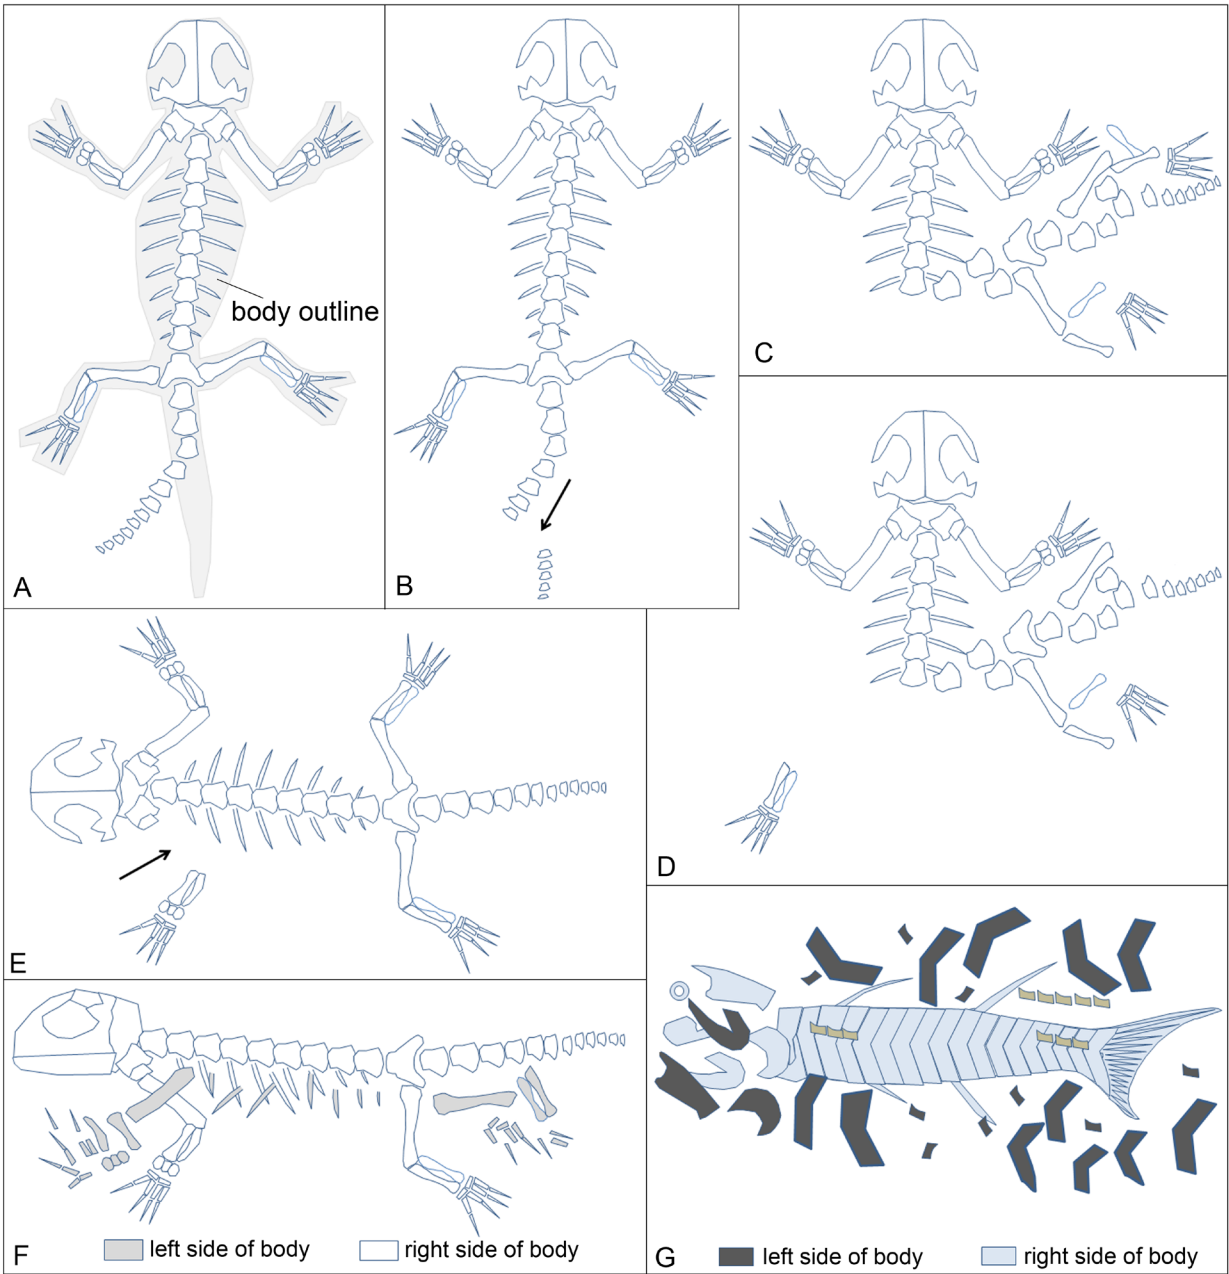 body outline
A
B
C
D
E
F
left side of body
right side of body
G
left side of body
right side of body